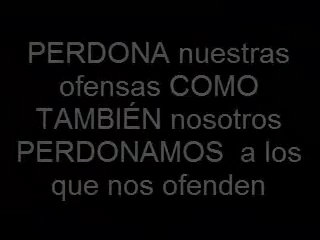 PERDONA nuestras
ofensas COMO
TAMBIÉN nosotros
PERDONAMOS  a los
que nos ofenden